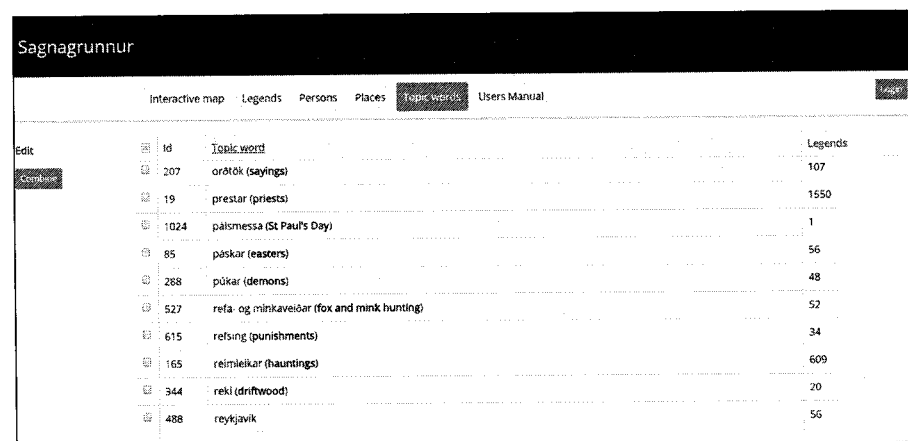 Sagnagrunnur
Interactive map Legends Persons Places Topic words Users Manual Login
Edit Id Topic word Legends
Combine 207 orðtök (sayings) 107
19 prestar (priests) 1550
1024 pálsmessa (St Paul's Day) 1
85 páskar (easters) 56
288 púkar (demons) 48
527 refa- og minkaveiðar (fox and mink hunting) 52
615 refsing (punishments) 34
165 reimleikar (hauntings) 609
344 reki (driftwood) 20
488 reykjavík 56